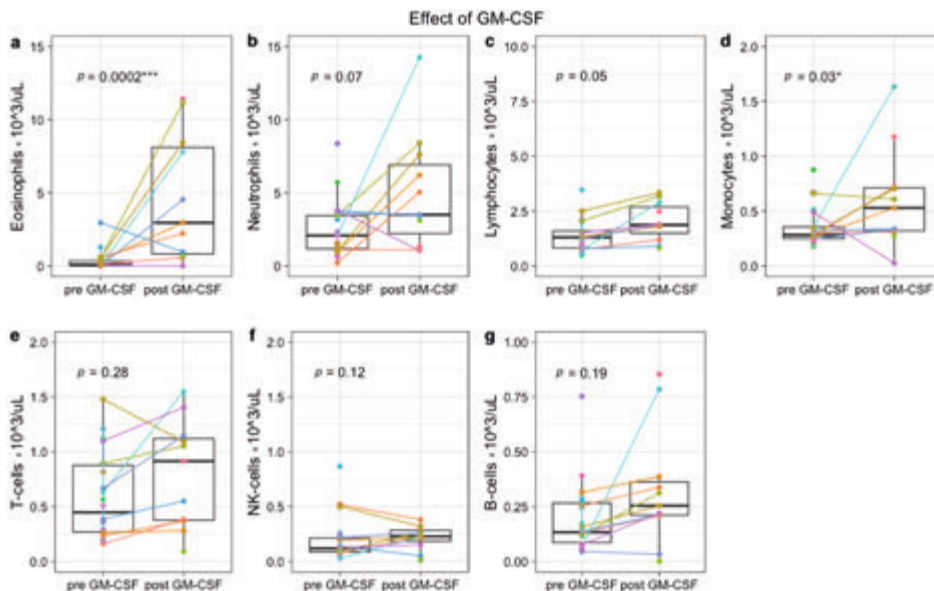 Effect of GM-CSF
a
Eosinophils * 10^3/uL
15
10
5
0
p = 0.0002***
pre GM-CSF post GM-CSF
b
Neutrophils * 10^3/uL
15
10
5
0
p = 0.07
pre GM-CSF post GM-CSF
c
Lymphocytes * 10^3/uL
10.0
7.5
5.0
2.5
0.0
p = 0.05
pre GM-CSF post GM-CSF
d
Monocytes * 10^3/uL
2.0
1.5
1.0
0.5
0.0
p = 0.03*
pre GM-CSF post GM-CSF
e
T-cells * 10^3/uL
2.0
1.5
1.0
0.5
0.0
p = 0.28
pre GM-CSF post GM-CSF
f
NK-cells * 10^3/uL
2.0
1.5
1.0
0.5
0.0
p = 0.12
pre GM-CSF post GM-CSF
g
B-cells * 10^3/uL
1.00
0.75
0.50
0.25
0.00
p = 0.19
pre GM-CSF post GM-CSF